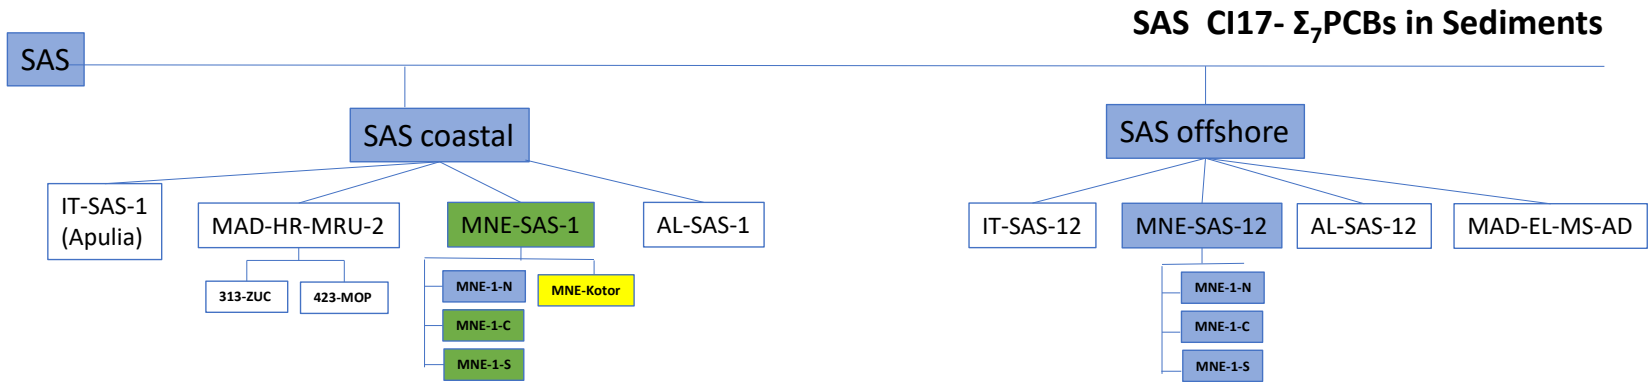 SAS CI17- Σ₇PCBs in Sediments
SAS
SAS coastal
SAS offshore
IT-SAS-1
(Apulia)
MAD-HR-MRU-2
MNE-SAS-1
AL-SAS-1
IT-SAS-12
MNE-SAS-12
AL-SAS-12
MAD-EL-MS-AD
313-ZUC
423-MOP
MNE-1-N
MNE-Kotor
MNE-1-C
MNE-1-S
MNE-1-N
MNE-1-C
MNE-1-S